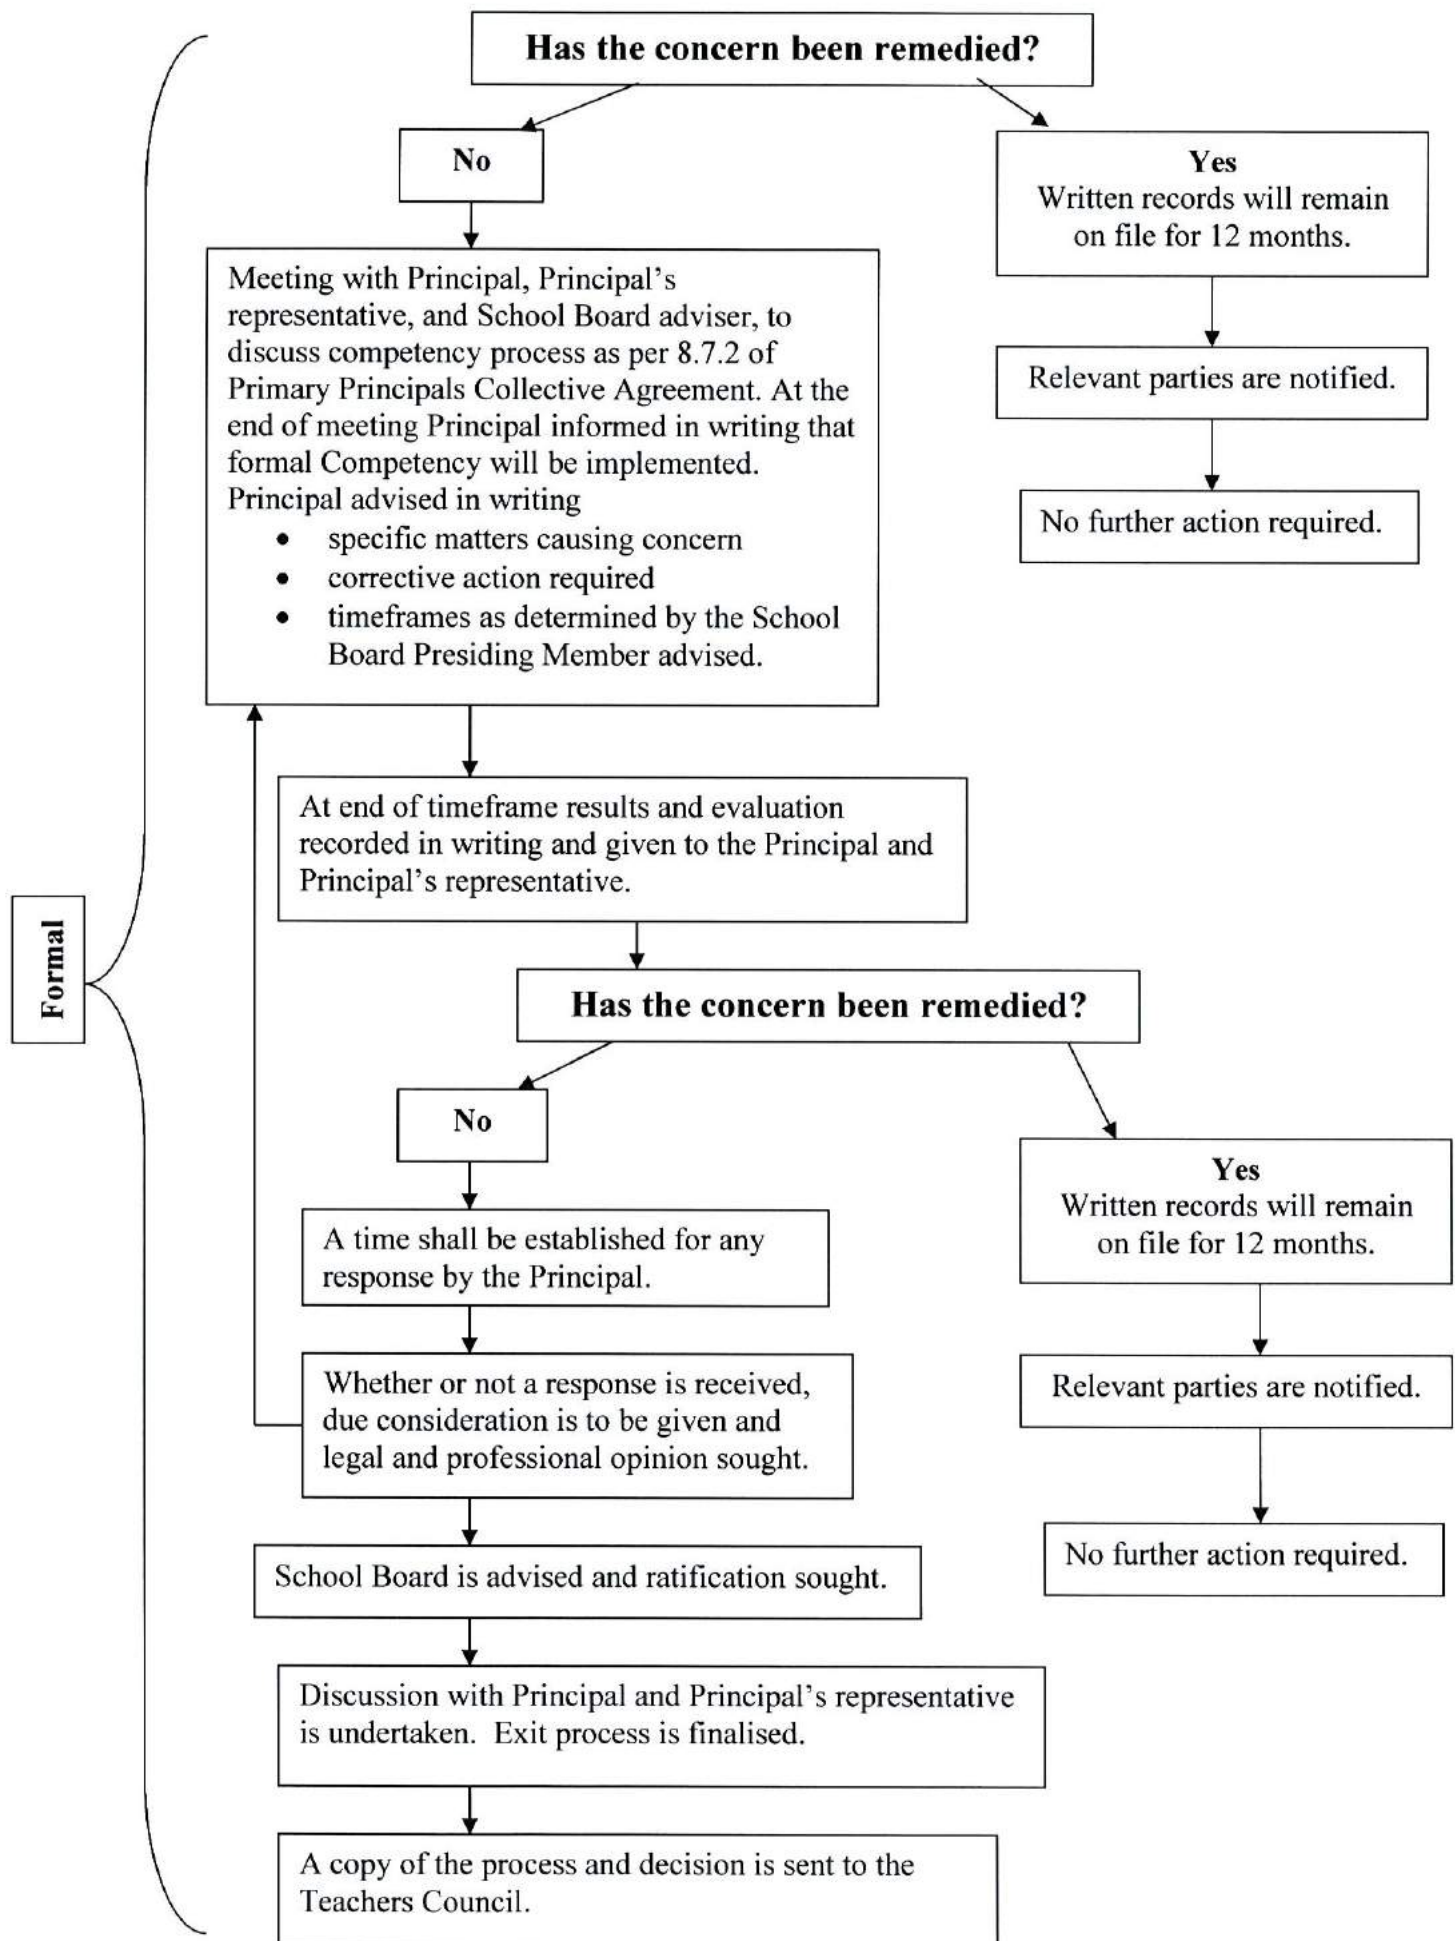 Has the concern been remedied?
No
Yes
Written records will remain
on file for 12 months.
Meeting with Principal, Principal's
representative, and School Board adviser, to
discuss competency process as per 8.7.2 of
Primary Principals Collective Agreement. At the
end of meeting Principal informed in writing that
formal Competency will be implemented.
Principal advised in writing
• specific matters causing concern
• corrective action required
• timeframes as determined by the School
Board Presiding Member advised.
Relevant parties are notified.
No further action required.
At end of timeframe results and evaluation
recorded in writing and given to the Principal and
Principal's representative.
Formal
Has the concern been remedied?
No
Yes
Written records will remain
on file for 12 months.
A time shall be established for any
response by the Principal.
Whether or not a response is received,
due consideration is to be given and
legal and professional opinion sought.
Relevant parties are notified.
No further action required.
School Board is advised and ratification sought.
Discussion with Principal and Principal's representative
is undertaken. Exit process is finalised.
A copy of the process and decision is sent to the
Teachers Council.